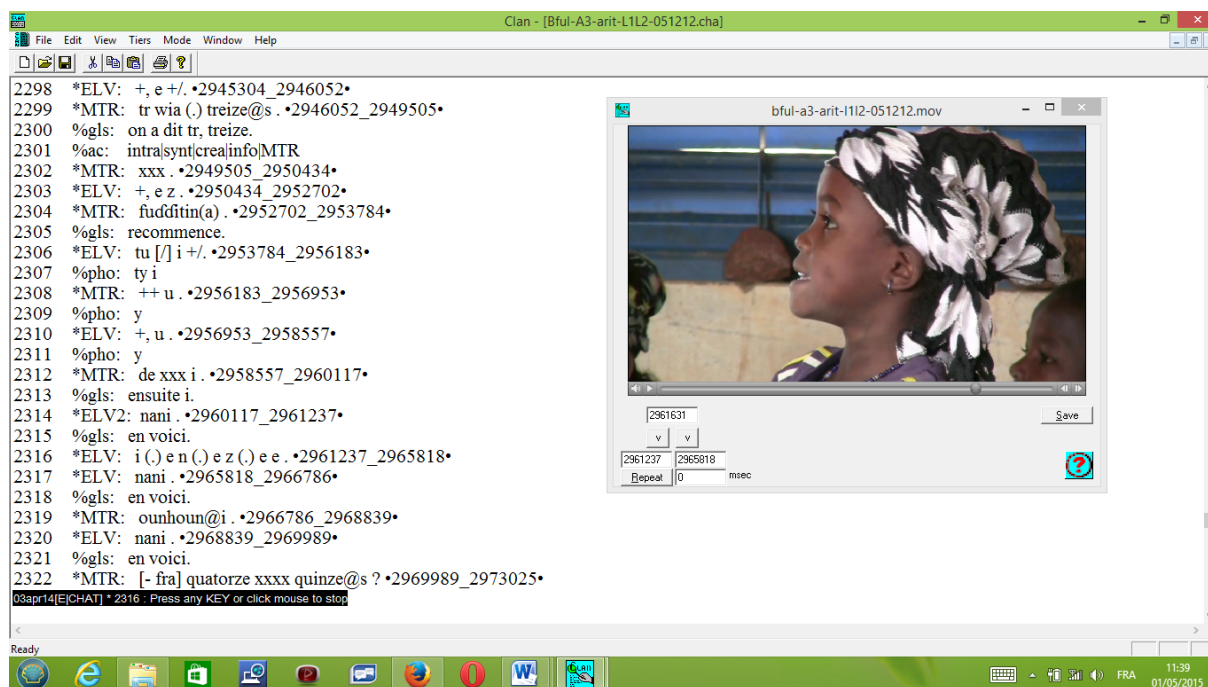 Clan - [Bful-A3-arit-L1L2-051212.cha]
File Edit View Tiers Mode Window Help
2298 *ELV: +, e +/. •2945304_2946052•
2299 *MTR: tr wia (.) treize@s . •2946052_2949505•
2300 %gls: on a dit tr, treize.
2301 %ac: intra|synt|crea|info|MTR
2302 *MTR: xxx . •2949505_2950434•
2303 *ELV: +, e z . •2950434_2952702•
2304 *MTR: fuɗɗitin(a) . •2952702_2953784•
2305 %gls: recommence.
2306 *ELV: tu [/] i +/. •2953784_2956183•
2307 %pho: ty i
2308 *MTR: ++ u . •2956183_2956953•
2309 %pho: y
2310 *ELV: +, u . •2956953_2958557•
2311 %pho: y
2312 *MTR: de xxx i . •2958557_2960117•
2313 %gls: ensuite i.
2314 *ELV2: nani . •2960117_2961237•
2315 %gls: en voici.
2316 *ELV: i (.) e n (.) e z (.) e e . •2961237_2965818•
2317 *ELV: nani . •2965818_2966786•
2318 %gls: en voici.
2319 *MTR: ounhoun@i . •2966786_2968839•
2320 *ELV: nani . •2968839_2969989•
2321 %gls: en voici.
2322 *MTR: [- fra] quatorze xxxx quinze@s ? •2969989_2973025•
03apr14[E|CHAT] * 2316 : Press any KEY or click mouse to stop
bful-a3-arit-l1l2-051212.mov
2961631
Save
v v
2961237 2965818
Repeat 0 msec
Ready
FRA
11:39
01/05/2015